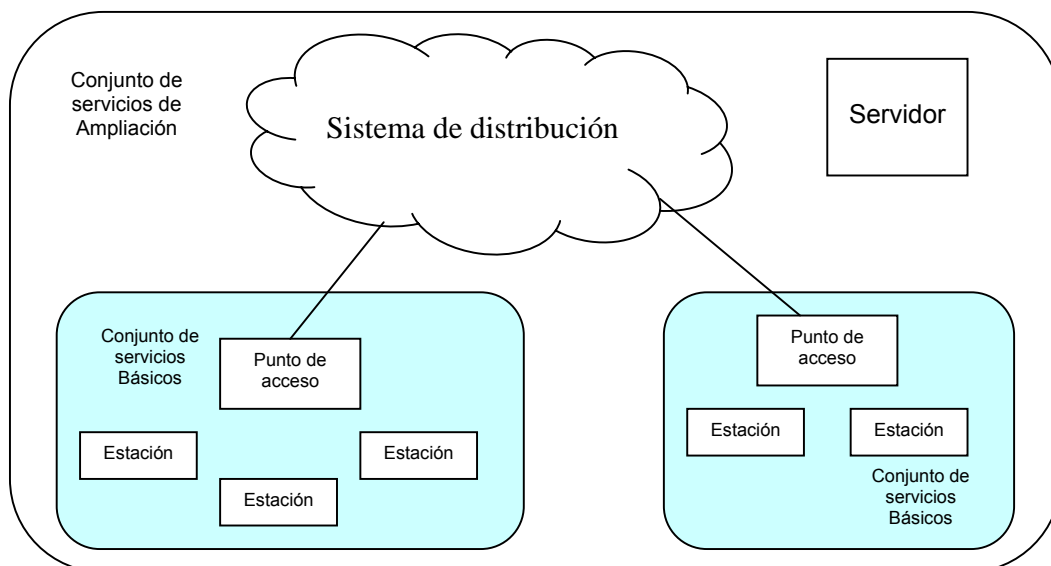 Conjunto de
servicios de
Ampliación
Sistema de distribución
Servidor
Conjunto de
servicios
Básicos
Punto de
acceso
Estación
Estación
Estación
Punto de
acceso
Estación
Estación
Conjunto de
servicios
Básicos